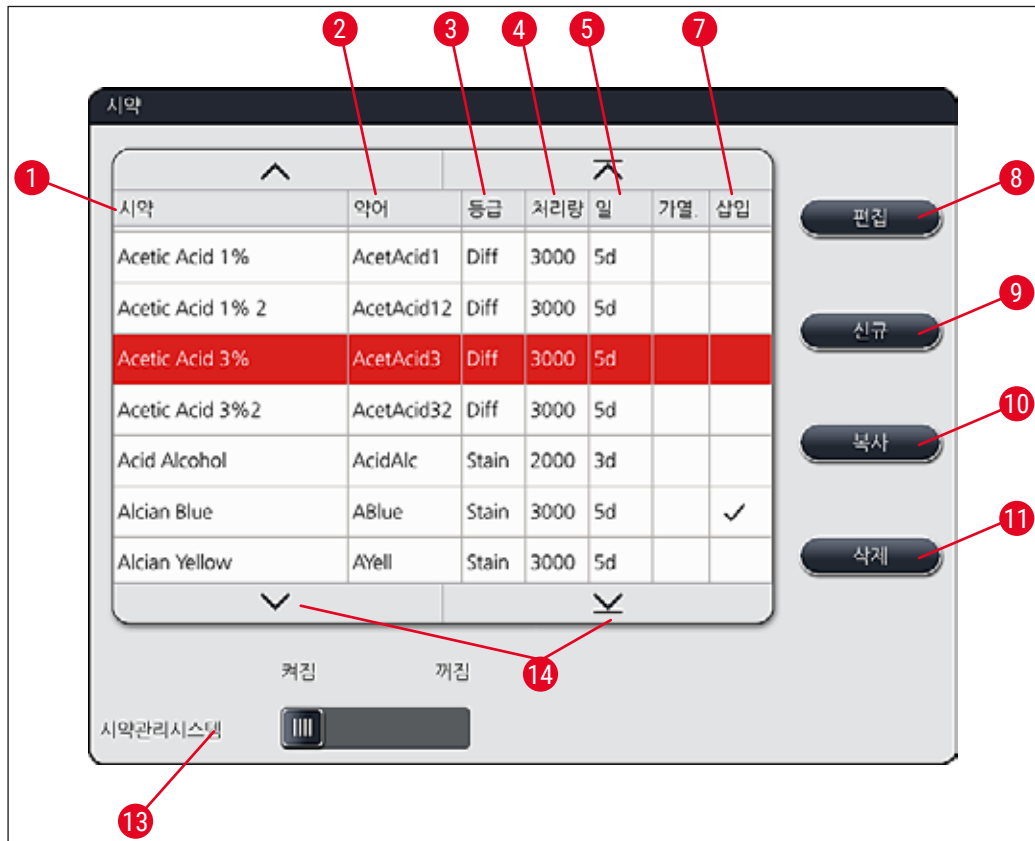 2 3 4 5 7
시약
1
시약 약어 등급 처리량 일 가열. 삽입
8
편집
Acetic Acid 1% AcetAcid1 Diff 3000 5d
Acetic Acid 1% 2 AcetAcid12 Diff 3000 5d
9
신규
Acetic Acid 3% AcetAcid3 Diff 3000 5d
Acetic Acid 3%2 AcetAcid32 Diff 3000 5d
10
복사
Acid Alcohol AcidAlc Stain 2000 3d
Alcian Blue ABlue Stain 3000 5d ✓
11
삭제
Alcian Yellow AYell Stain 3000 5d
켜짐 꺼짐
14
시약관리시스템
13